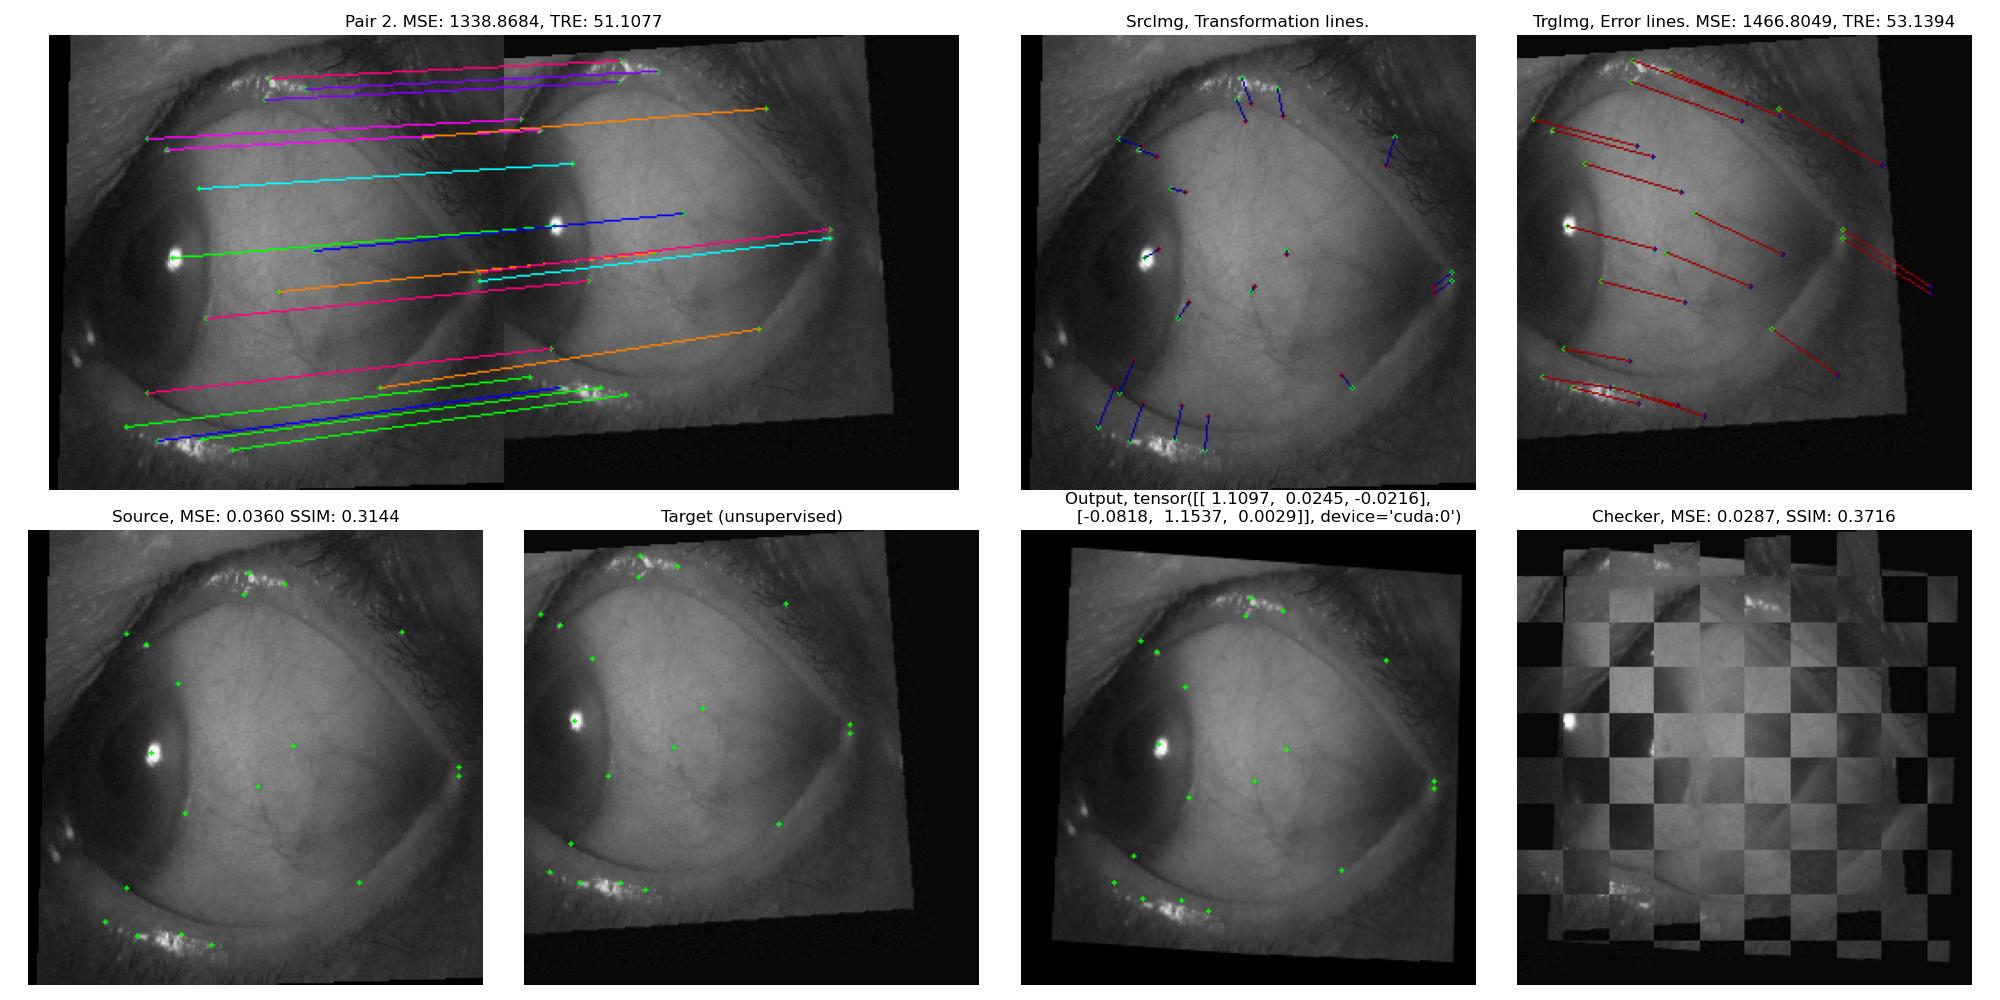 Pair 2. MSE: 1338.8684, TRE: 51.1077
SrcImg, Transformation lines.
TrgImg, Error lines. MSE: 1466.8049, TRE: 53.1394
Source, MSE: 0.0360 SSIM: 0.3144
Target (unsupervised)
Output, tensor([[ 1.1097,  0.0245, -0.0216],
[-0.0818,  1.1537,  0.0029]], device='cuda:0')
Checker, MSE: 0.0287, SSIM: 0.3716